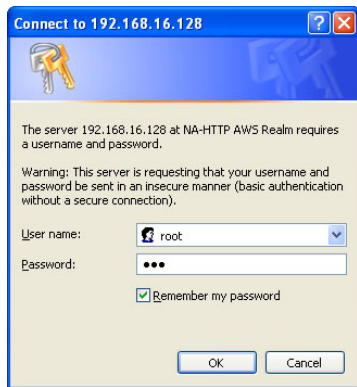 Connect to 192.168.16.128
The server 192.168.16.128 at NA-HTTP AWS Realm requires
a username and password.
Warning: This server is requesting that your username and
password be sent in an insecure manner (basic authentication
without a secure connection).
User name:
root
Password:
•••
Remember my password
OK
Cancel